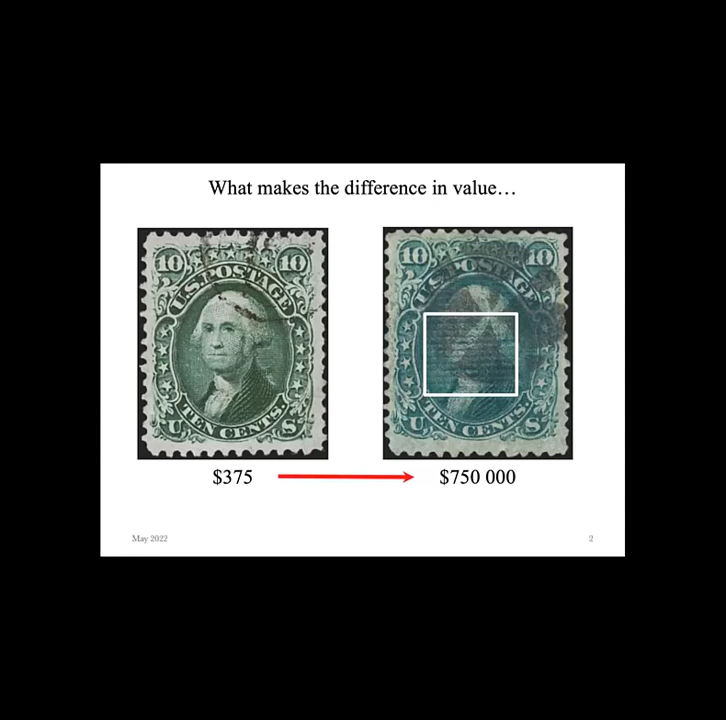 What makes the difference in value…
10 10
U.S. POSTAGE
TEN CENTS.
U S.
10 10
U.S. POSTAGE
TEN CENTS.
U S.
$375
$750 000
May 2022
2